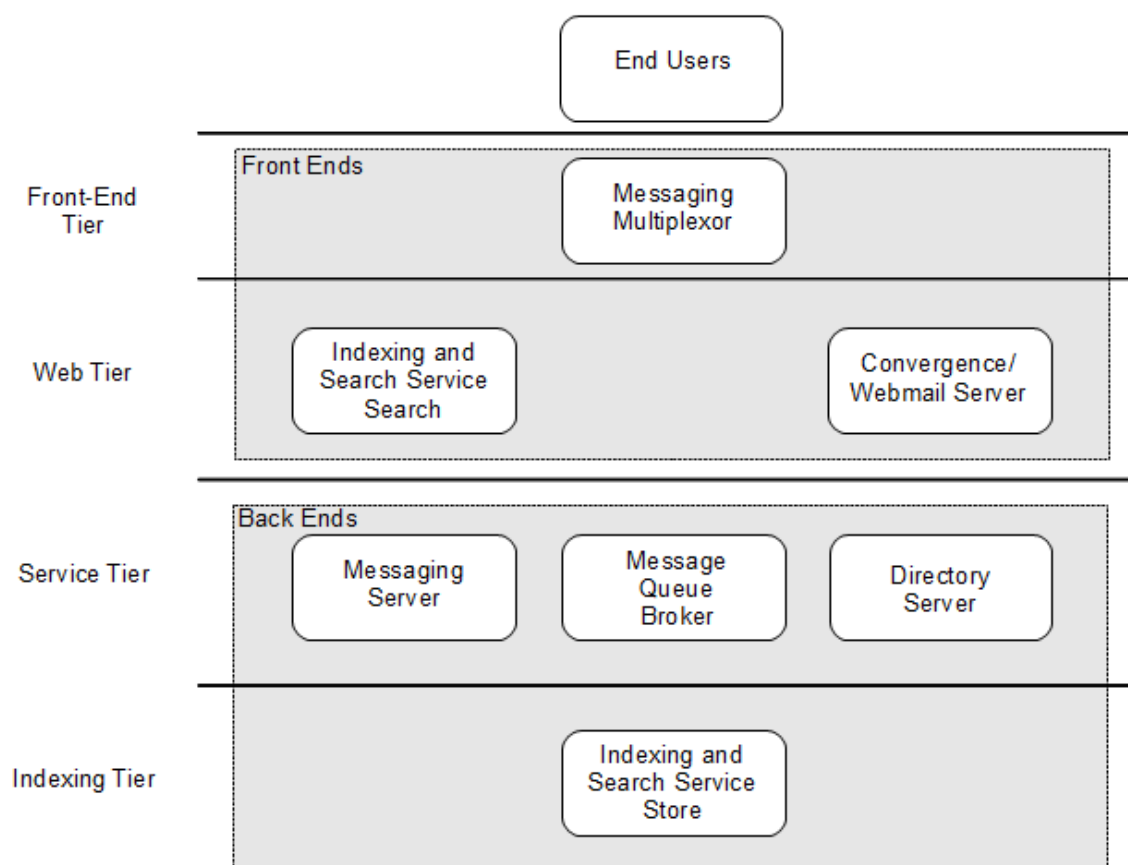 End Users
Front Ends
Front-End
Tier
Messaging
Multiplexor
Web Tier
Indexing and
Search Service
Search
Convergence/
Webmail Server
Back Ends
Service Tier
Messaging
Server
Message
Queue
Broker
Directory
Server
Indexing Tier
Indexing and
Search Service
Store